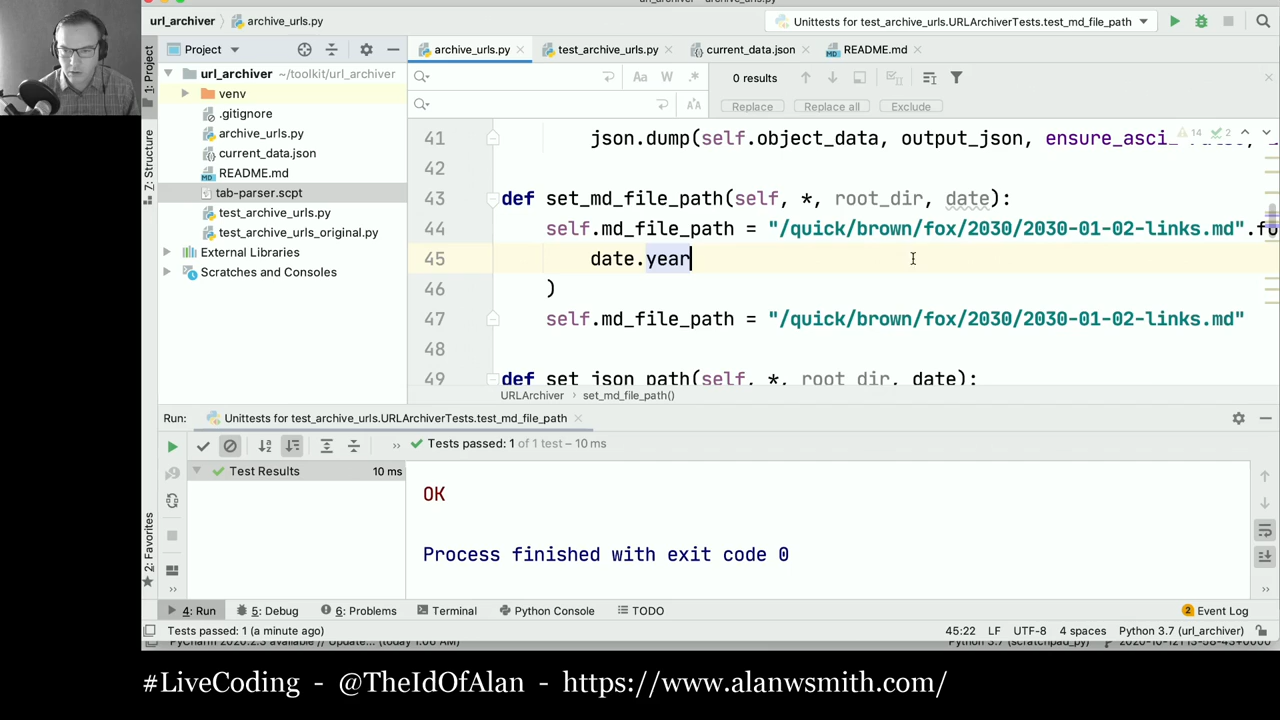 url_archiver archive_urls.py Unittests for test_archive_urls.URLArchiverTests.test_md_file_path
1: Project
Project
archive_urls.py test_archive_urls.py current_data.json README.md
url_archiver ~/toolkit/url_archiver
venv
.gitignore
archive_urls.py
current_data.json
README.md
tab-parser.scpt
test_archive_urls.py
test_archive_urls_original.py
External Libraries
Scratches and Consoles
7: Structure
Aa W .* 0 results
Replace Replace all Exclude
14 2
41 json.dump(self.object_data, output_json, ensure_asci
42
43 def set_md_file_path(self, *, root_dir, date):
44 self.md_file_path = "/quick/brown/fox/2030/2030-01-02-links.md".fo
45 date.year
46 )
47 self.md_file_path = "/quick/brown/fox/2030/2030-01-02-links.md"
48
49 def set_json_path(self, *, root_dir, date):
URLArchiver set_md_file_path()
Run: Unittests for test_archive_urls.URLArchiverTests.test_md_file_path
Tests passed: 1 of 1 test – 10 ms
Test Results 10 ms
OK
Process finished with exit code 0
2: Favorites
4: Run 5: Debug 6: Problems Terminal Python Console TODO 2 Event Log
Tests passed: 1 (a minute ago) 45:22 LF UTF-8 4 spaces Python 3.7 (url_archiver)
#LiveCoding - @TheIdOfAlan - https://www.alanwsmith.com/